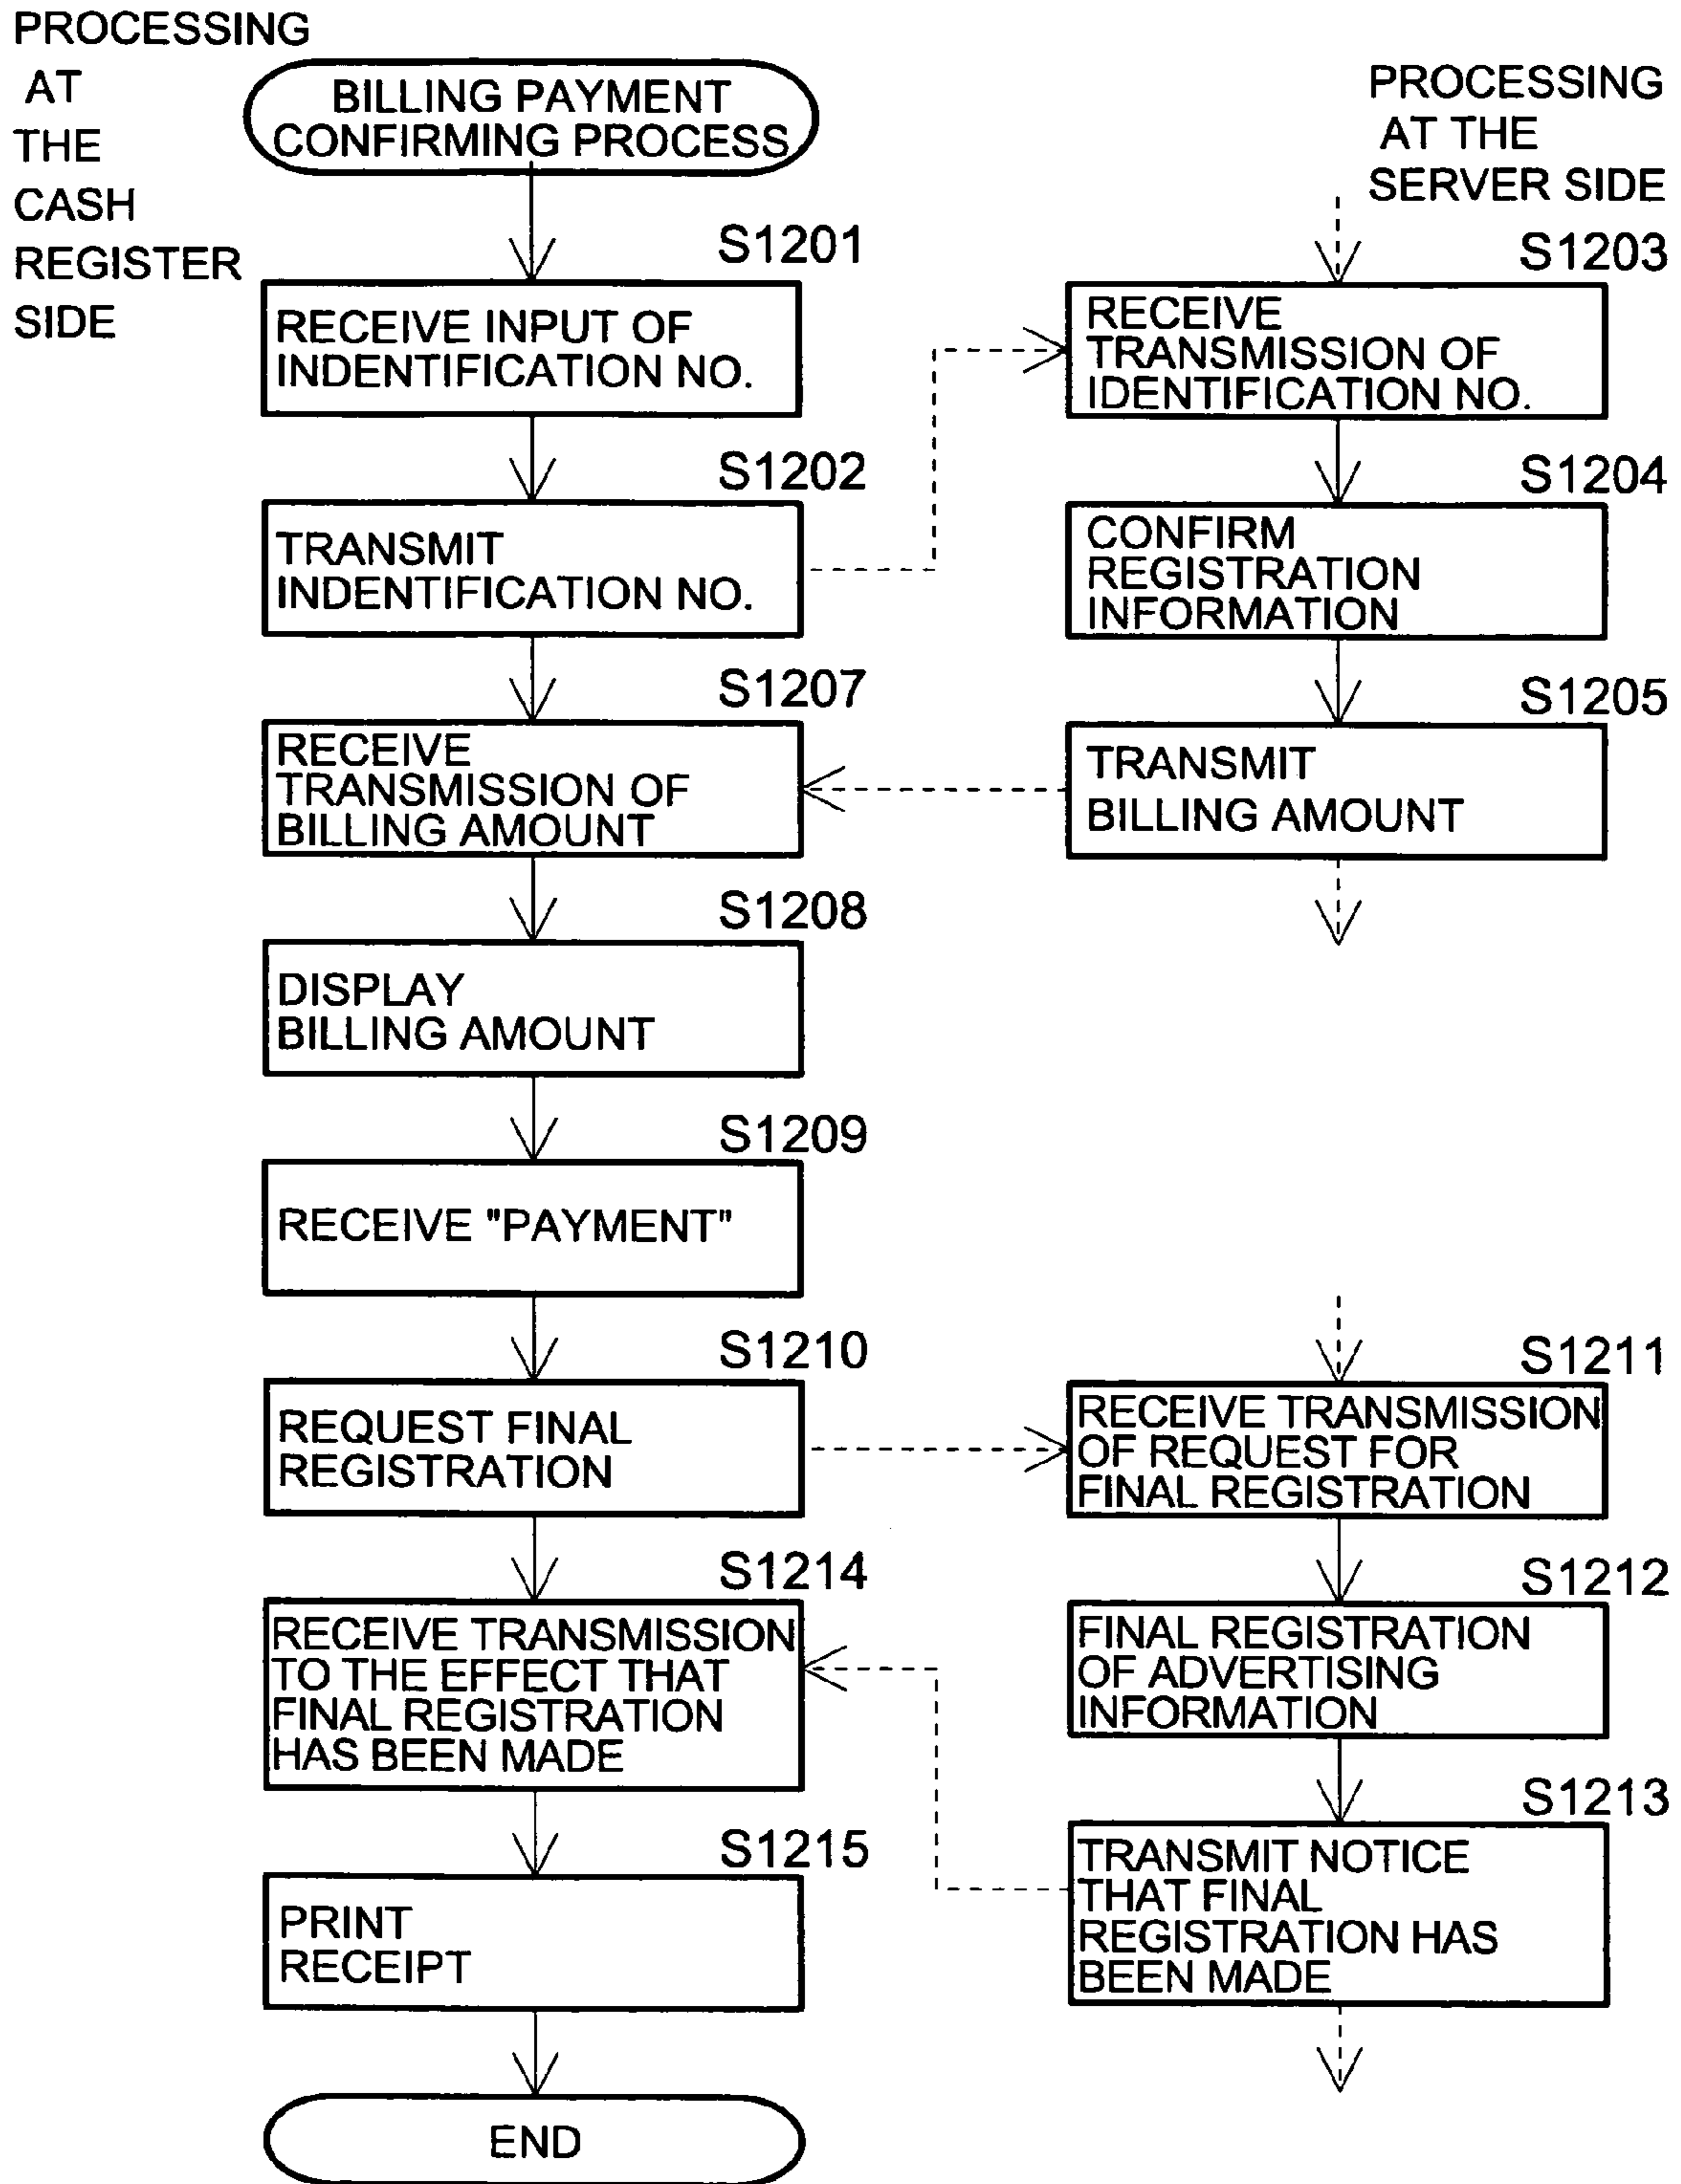 PROCESSING
AT
THE
CASH
REGISTER
SIDE
BILLING PAYMENT
CONFIRMING PROCESS
PROCESSING
AT THE
SERVER SIDE
S1201
RECEIVE INPUT OF
INDENTIFICATION NO.
S1203
RECEIVE
TRANSMISSION OF
IDENTIFICATION NO.
S1202
TRANSMIT
INDENTIFICATION NO.
S1204
CONFIRM
REGISTRATION
INFORMATION
S1207
RECEIVE
TRANSMISSION OF
BILLING AMOUNT
S1205
TRANSMIT
BILLING AMOUNT
S1208
DISPLAY
BILLING AMOUNT
S1209
RECEIVE "PAYMENT"
S1210
REQUEST FINAL
REGISTRATION
S1211
RECEIVE TRANSMISSION
OF REQUEST FOR
FINAL REGISTRATION
S1214
RECEIVE TRANSMISSION
TO THE EFFECT THAT
FINAL REGISTRATION
HAS BEEN MADE
S1212
FINAL REGISTRATION
OF ADVERTISING
INFORMATION
S1213
TRANSMIT NOTICE
THAT FINAL
REGISTRATION HAS
BEEN MADE
S1215
PRINT
RECEIPT
END